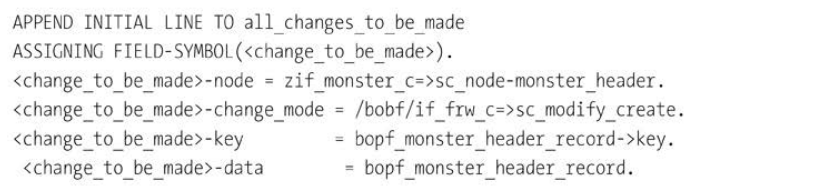 APPEND INITIAL LINE TO all_changes_to_be_made
ASSIGNING FIELD-SYMBOL(<change_to_be_made>).
<change_to_be_made>-node = zif_monster_c=>sc_node-monster_header.
<change_to_be_made>-change_mode = /bobf/if_frw_c=>sc_modify_create.
<change_to_be_made>-key = bopf_monster_header_record->key.
<change_to_be_made>-data = bopf_monster_header_record.